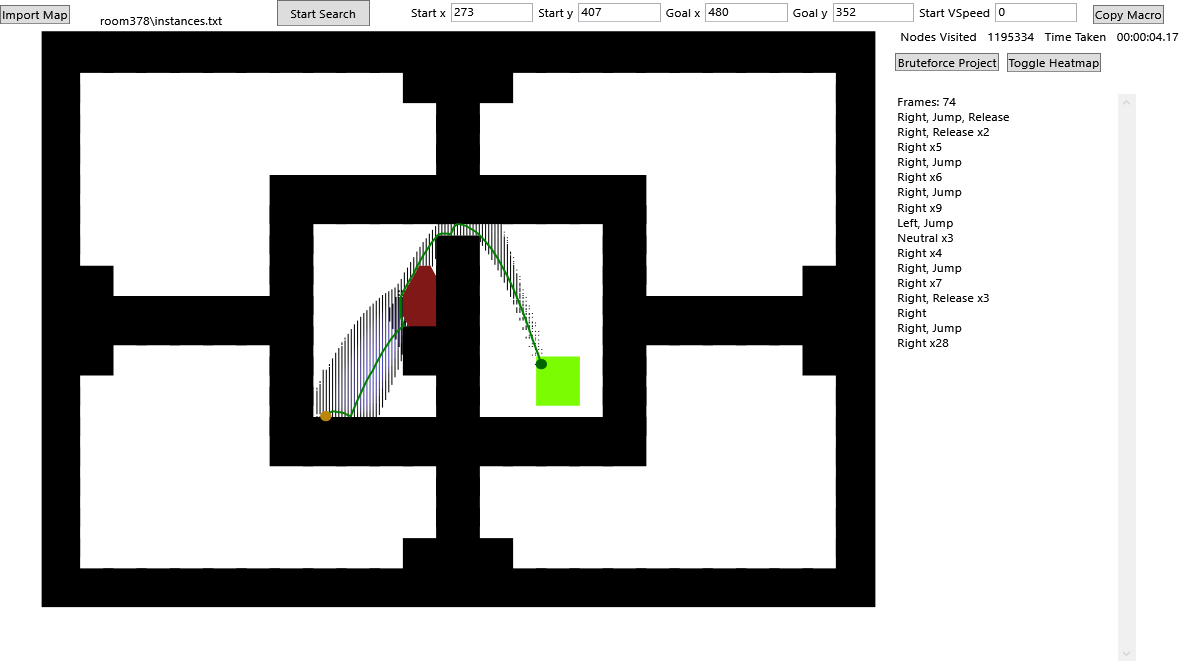 Import Map
room378\instances.txt
Start Search
Start x 273 Start y 407 Goal x 480 Goal y 352 Start VSpeed 0
Copy Macro
Nodes Visited 1195334 Time Taken 00:00:04.17
Bruteforce Project Toggle Heatmap
Frames: 74
Right, Jump, Release
Right, Release x2
Right x5
Right, Jump
Right x6
Right, Jump
Right x9
Left, Jump
Neutral x3
Right x4
Right, Jump
Right x7
Right, Release x3
Right
Right, Jump
Right x28